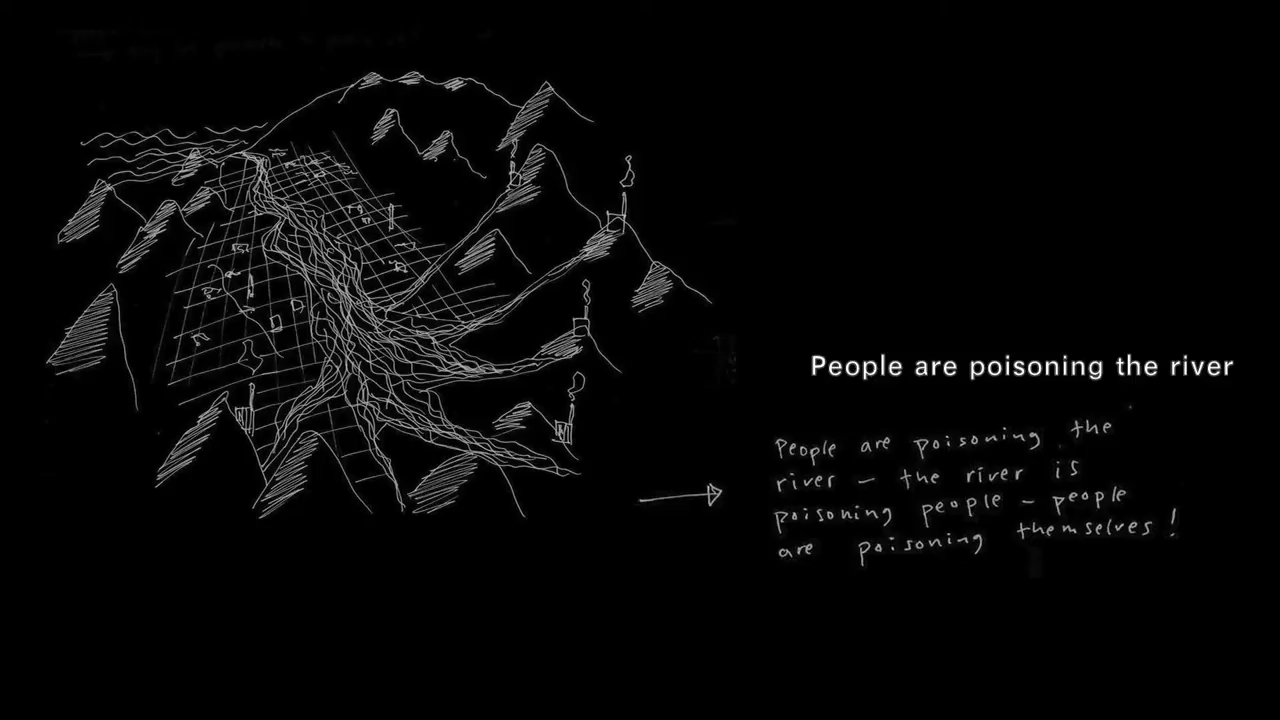 People are poisoning the river
People are poisoning the
river – the river is
poisoning people – people
are poisoning themselves!